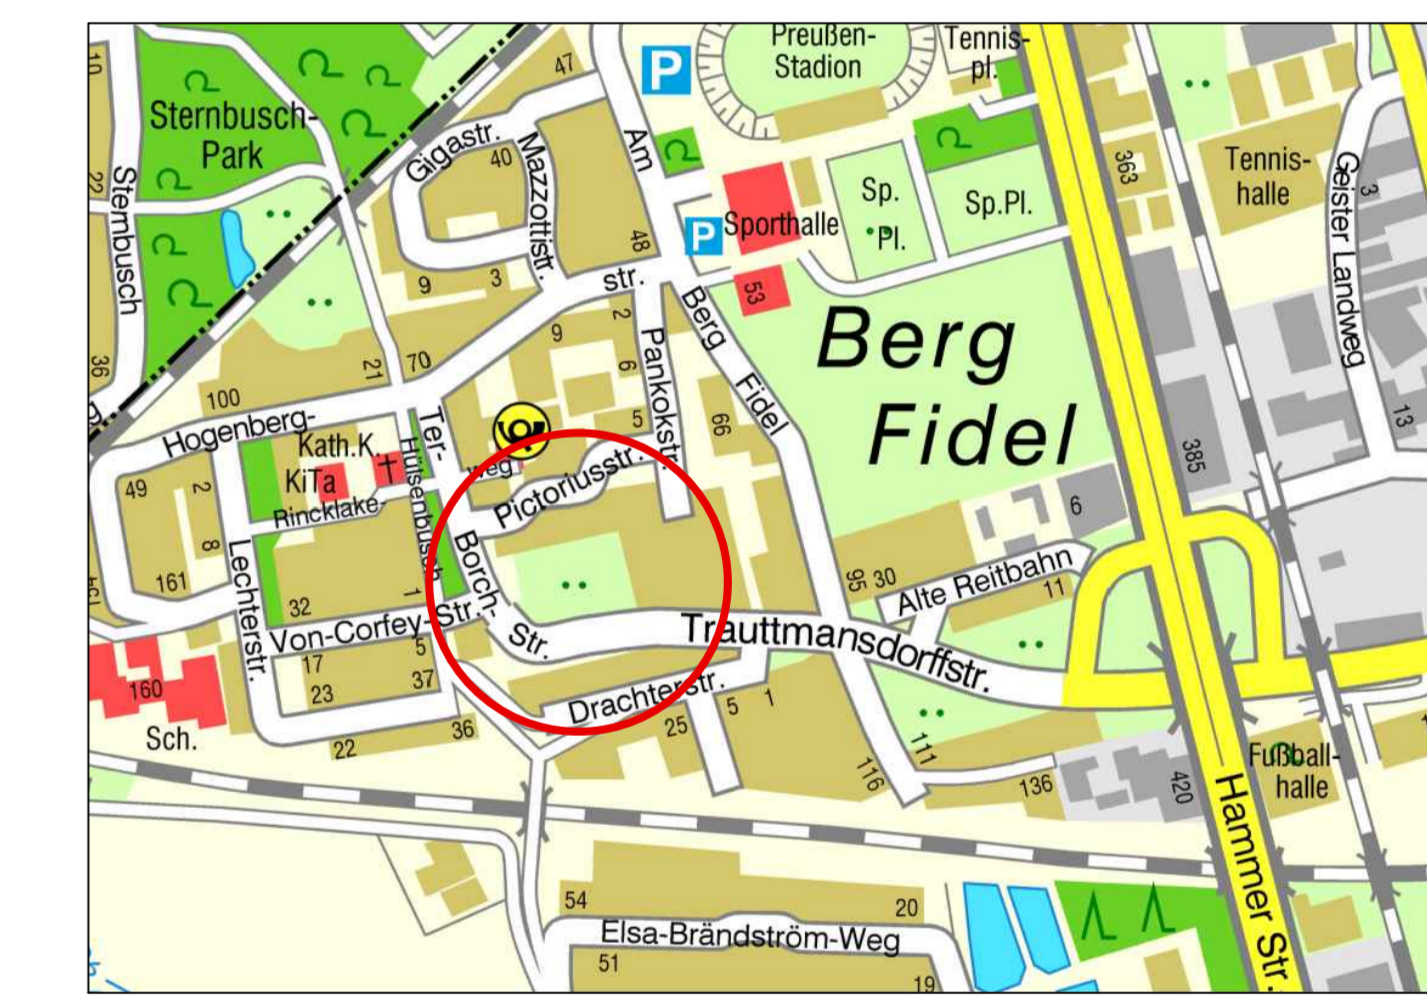 Preußen-
Stadion
Tennis-
pl.
P
47
10
Sternbusch-
Park
Gigastr.
40
Mazzottistr.
Am
363
Tennis-
halle
Geister Landweg
3
22
Sternbusch
Sp.
Pl.
Sp.Pl.
P
Sporthalle
48
9
3
str.
53
Berg
Fidel
Berg
Fidel
36
21
70
9
2
6
Pankokstr.
100
Hogenberg-
Ter-
5
66
13
Kath.K.
KiTa
Hülsenbusch
weg
Pictoriusstr.
385
49
2
Rincklake-
6
8
Lechterstr.
Borch-
Str.
161
32
1
95
30
Alte Reitbahn
11
Von-Corfey-Str.
5
Trauttmansdorffstr.
17
23
37
160
Drachterstr.
5
1
Sch.
22
36
25
111
116
136
420
Fußball-
halle
Hammer Str.
54
20
Elsa-Brändström-Weg
51
19